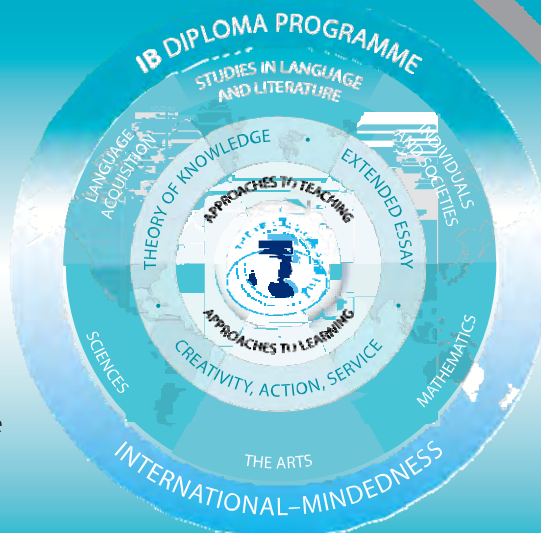 IB DIPLOMA PROGRAMME
STUDIES IN LANGUAGE
AND LITERATURE
LANGUAGE
ACQUISITION
INDIVIDUALS
AND SOCIETIES
THEORY OF KNOWLEDGE
EXTENDED ESSAY
APPROACHES TO TEACHING
APPROACHES TO LEARNING
CREATIVITY, ACTION, SERVICE
SCIENCES
MATHEMATICS
THE ARTS
INTERNATIONAL–MINDEDNESS